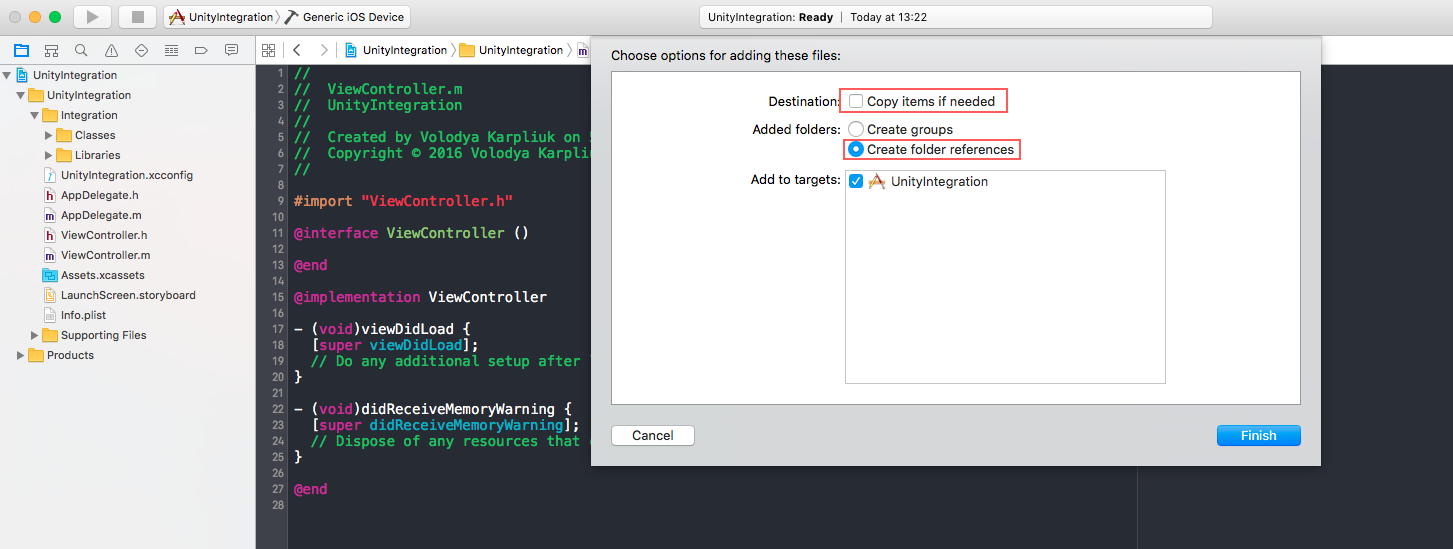 UnityIntegration
Generic iOS Device
UnityIntegration: Ready
Today at 13:22
UnityIntegration
UnityIntegration
m
UnityIntegration
UnityIntegration
Integration
Classes
Libraries
UnityIntegration.xcconfig
h AppDelegate.h
m AppDelegate.m
h ViewController.h
m ViewController.m
Assets.xcassets
LaunchScreen.storyboard
Info.plist
Supporting Files
Products
1 //
2 //  ViewController.m
3 //  UnityIntegration
4 //
5 //  Created by Volodya Karpliuk on
6 //  Copyright © 2016 Volodya
7 //
8
9 #import "ViewController.h"
10
11 @interface ViewController ()
12
13 @end
14
15 @implementation ViewController
16
17 - (void)viewDidLoad {
18   [super viewDidLoad];
19   // Do any additional setup after
20 }
21
22 - (void)didReceiveMemoryWarning {
23   [super didReceiveMemoryWarning];
24   // Dispose of any resources that
25 }
26
27 @end
28
Choose options for adding these files:
Destination: Copy items if needed
Added folders: Create groups
Create folder references
Add to targets: UnityIntegration
Cancel
Finish